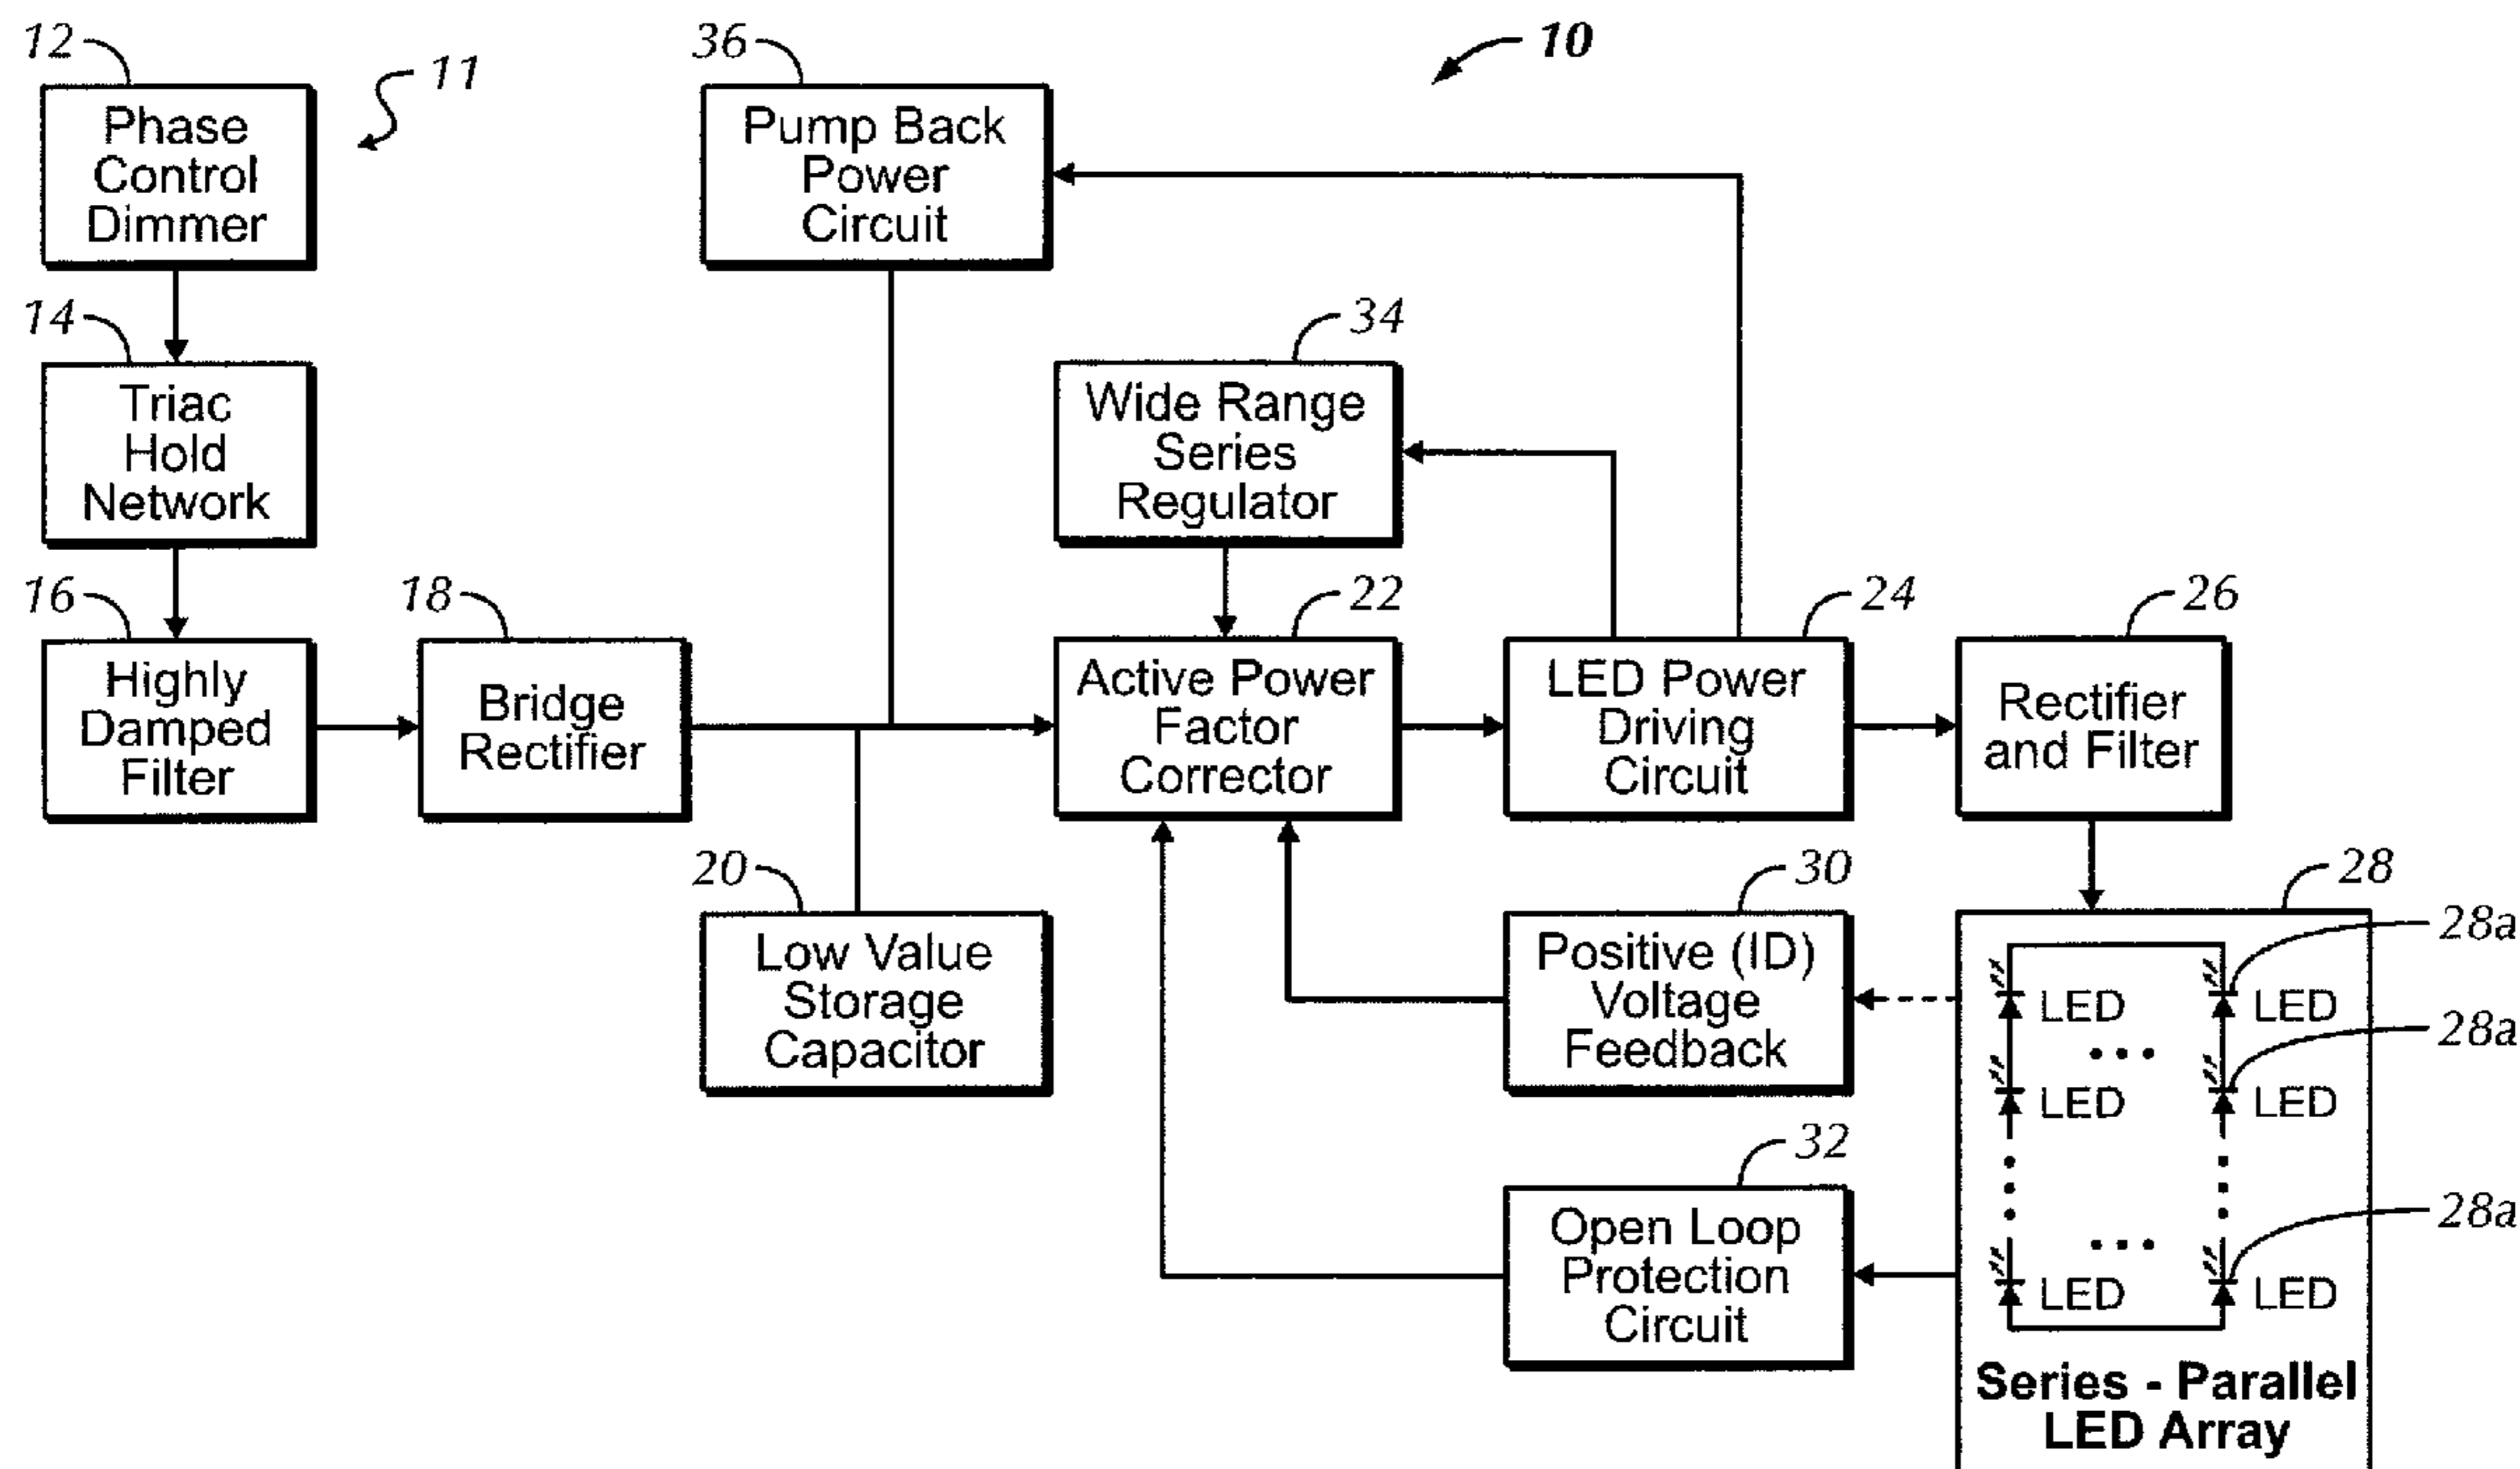 12
11
36
10
Phase
Control
Dimmer
Pump Back
Power
Circuit
14
34
Triac
Hold
Network
Wide Range
Series
Regulator
16
18
22
24
26
Highly
Damped
Filter
Bridge
Rectifier
Active Power
Factor
Corrector
LED Power
Driving
Circuit
Rectifier
and Filter
20
30
28
Low Value
Storage
Capacitor
Positive (ID)
Voltage
Feedback
28a
LED
LED
28a
LED
LED
32
Open Loop
Protection
Circuit
28a
LED
LED
Series - Parallel
LED Array